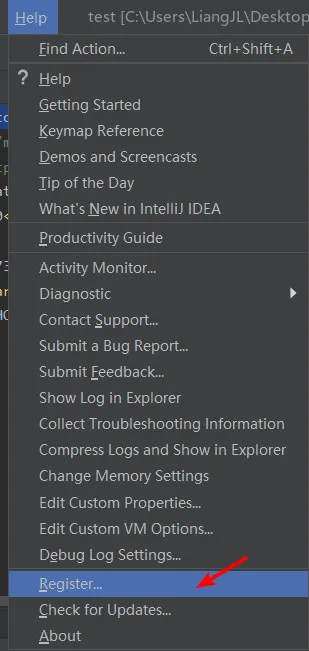 Help test [C:\Users\LiangJL\Desktop
Find Action... Ctrl+Shift+A
? Help
Getting Started
Keymap Reference
Demos and Screencasts
Tip of the Day
What's New in IntelliJ IDEA
Productivity Guide
Activity Monitor...
Diagnostic
Contact Support...
Submit a Bug Report...
Submit Feedback...
Show Log in Explorer
Collect Troubleshooting Information
Compress Logs and Show in Explorer
Change Memory Settings
Edit Custom Properties...
Edit Custom VM Options...
Debug Log Settings...
Register...
Check for Updates...
About